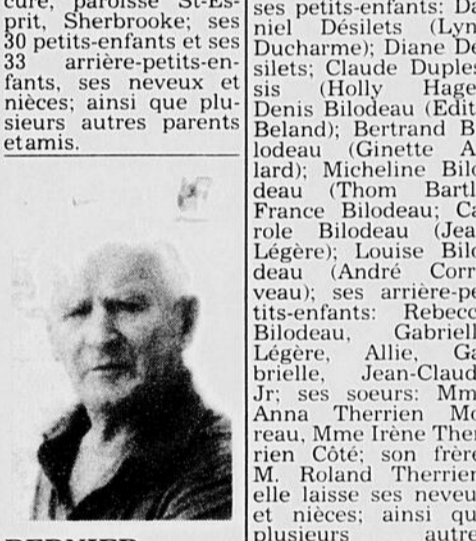 cure, paroisse St-Es-
prit, Sherbrooke; ses
30 petits-enfants et ses
33 arrière-petits-en-
fants, ses neveux et
nièces; ainsi que plu-
sieurs autres parents
et amis.
ses petits-enfants: Da
niel Désilets (Lyn
Ducharme); Diane De
silets; Claude Duples
sis (Holly Hage
Denis Bilodeau (Edit
Beland); Bertrand B
lodeau (Ginette A
lard); Micheline Bilo
deau (Thom Bartl
France Bilodeau; Ca
role Bilodeau (Jea
Légère); Louise Bilo
deau (André Corr
veau); ses arrière-pe
tits-enfants: Rebecc
Bilodeau, Gabriell
Légère, Allie, Ga
brielle, Jean-Claud
Jr; ses soeurs: Mm
Anna Therrien Mo
reau, Mme Irène Ther
rien Côté; son frère
M. Roland Therrien
elle laisse ses neveu
et nièces; ainsi qu
plusieurs autre